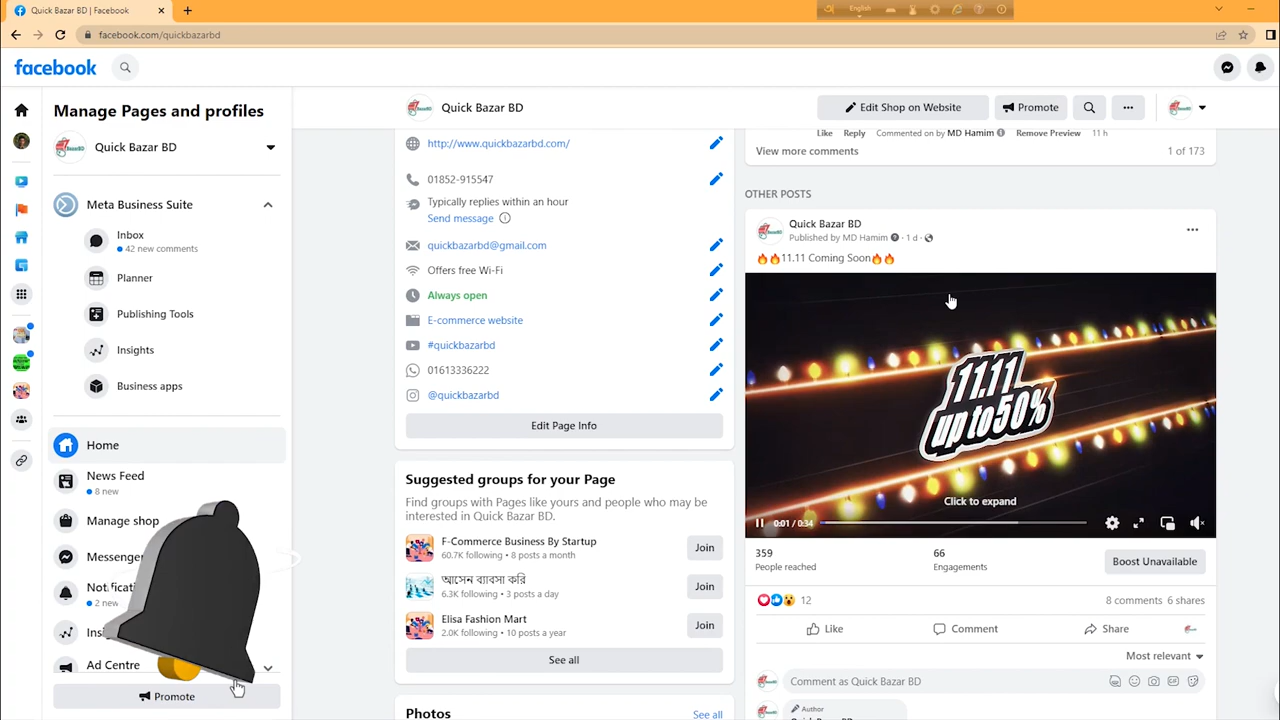 Quick Bazar BD | Facebook
English
facebook.com/quickbazarbd
facebook
Manage Pages and profiles
Quick Bazar BD
Meta Business Suite
Inbox
42 new comments
Planner
Publishing Tools
Insights
Business apps
Home
News Feed
8 new
Manage shop
Messenger
2 new
Ad Centre
Promote
Quick Bazar BD
Edit Shop on Website
Promote
http://www.quickbazarbd.com/
01852-915547
Typically replies within an hour
Send message
quickbazarbd@gmail.com
Offers free Wi-Fi
Always open
E-commerce website
#quickbazarbd
01613336222
@quickbazarbd
Edit Page Info
Suggested groups for your Page
Find groups with Pages like yours and people who may be
interested in Quick Bazar BD.
F-Commerce Business By Startup
60.7K following • 8 posts a month
Join
আসেন ব্যাবসা করি
6.3K following • 3 posts a day
Join
Elisa Fashion Mart
2.0K following • 10 posts a year
Join
See all
Photos
See all
Like Reply Commented on by MD Hamim Remove Preview 11 h
View more comments
1 of 173
OTHER POSTS
Quick Bazar BD
Published by MD Hamim · 1 d ·
🔥🔥11.11 Coming Soon🔥🔥
11.11
up to 50%
Click to expand
0:01 / 0:34
359
People reached
66
Engagements
Boost Unavailable
12
8 comments 6 shares
Like
Comment
Share
Most relevant
Comment as Quick Bazar BD
Author